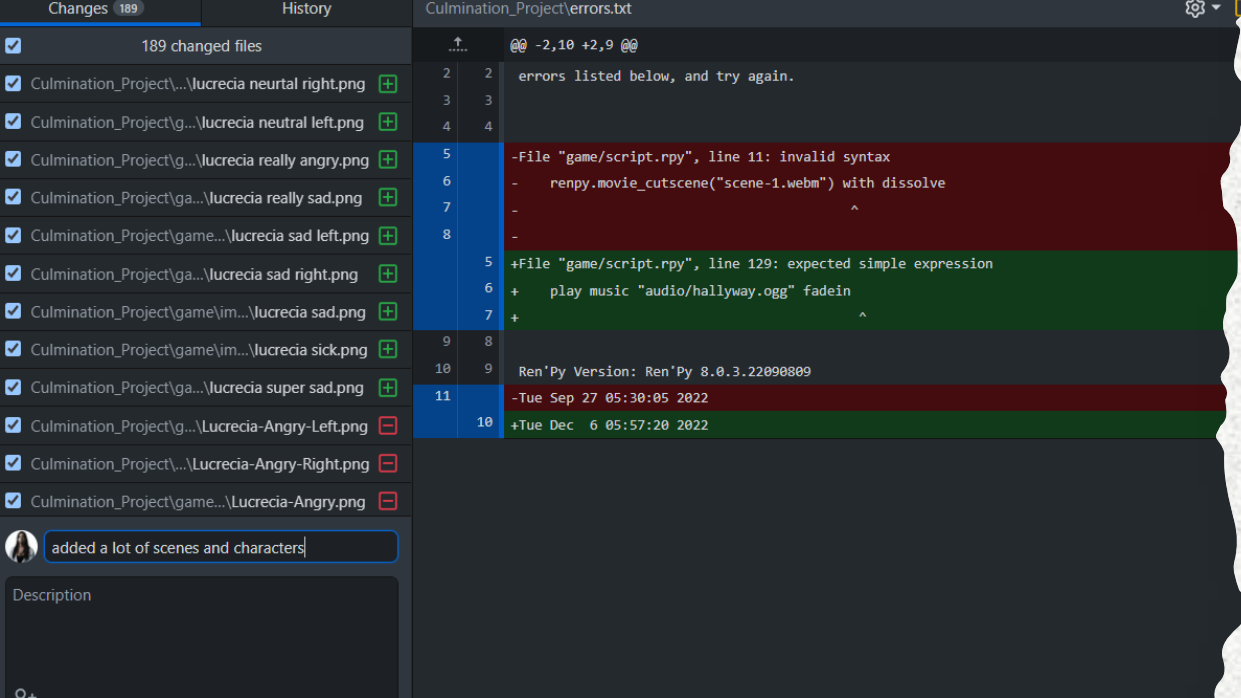 Changes 189
History
189 changed files
Culmination_Project\...\lucrecia neurtal right.png
Culmination_Project\g...\lucrecia neutral left.png
Culmination_Project\g...\lucrecia really angry.png
Culmination_Project\ga...\lucrecia really sad.png
Culmination_Project\game...\lucrecia sad left.png
Culmination_Project\ga...\lucrecia sad right.png
Culmination_Project\game\im...\lucrecia sad.png
Culmination_Project\game\im...\lucrecia sick.png
Culmination_Project\ga...\lucrecia super sad.png
Culmination_Project\g...\Lucrecia-Angry-Left.png
Culmination_Project\...\Lucrecia-Angry-Right.png
Culmination_Project\game...\Lucrecia-Angry.png
added a lot of scenes and characters
Description
Culmination_Project\errors.txt
@@ -2,10 +2,9 @@
2 2 errors listed below, and try again.
3 3
4 4
5 -File "game/script.rpy", line 11: invalid syntax
6 -    renpy.movie_cutscene("scene-1.webm") with dissolve
7 -                                          ^
8 -
5 +File "game/script.rpy", line 129: expected simple expression
6 +    play music "audio/hallyway.ogg" fadein
7 +                                           ^
9 8
10 9 Ren'Py Version: Ren'Py 8.0.3.22090809
11 -Tue Sep 27 05:30:05 2022
10 +Tue Dec  6 05:57:20 2022